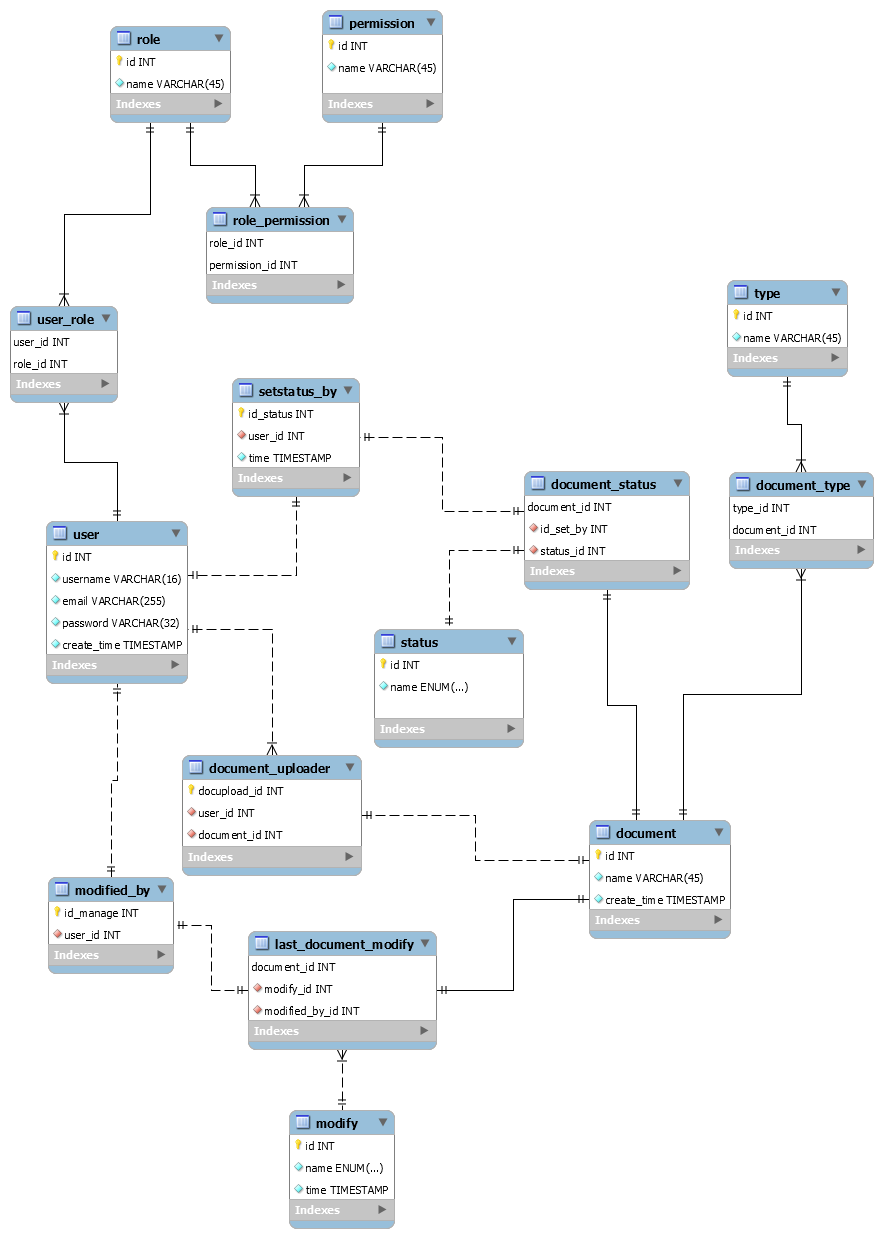 role
id INT
name VARCHAR(45)
Indexes
permission
id INT
name VARCHAR(45)
Indexes
role_permission
role_id INT
permission_id INT
Indexes
user_role
user_id INT
role_id INT
Indexes
type
id INT
name VARCHAR(45)
Indexes
setstatus_by
id_status INT
user_id INT
time TIMESTAMP
Indexes
document_status
document_id INT
id_set_by INT
status_id INT
Indexes
document_type
type_id INT
document_id INT
Indexes
user
id INT
username VARCHAR(16)
email VARCHAR(255)
password VARCHAR(32)
create_time TIMESTAMP
Indexes
status
id INT
name ENUM(...)
Indexes
document_uploader
docupload_id INT
user_id INT
document_id INT
Indexes
document
id INT
name VARCHAR(45)
create_time TIMESTAMP
Indexes
modified_by
id_manage INT
user_id INT
Indexes
last_document_modify
document_id INT
modify_id INT
modified_by_id INT
Indexes
modify
id INT
name ENUM(...)
time TIMESTAMP
Indexes